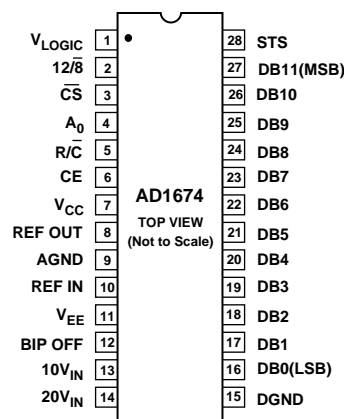 V_LOGIC 1 28 STS
12/8̅ 2 27 DB11(MSB)
C̅S̅ 3 26 DB10
A₀ 4 25 DB9
R/C̅ 5 24 DB8
CE 6 23 DB7
V_CC 7 22 DB6
REF OUT 8 21 DB5
AGND 9 20 DB4
REF IN 10 19 DB3
V_EE 11 18 DB2
BIP OFF 12 17 DB1
10V_IN 13 16 DB0(LSB)
20V_IN 14 15 DGND
AD1674
TOP VIEW
(Not to Scale)